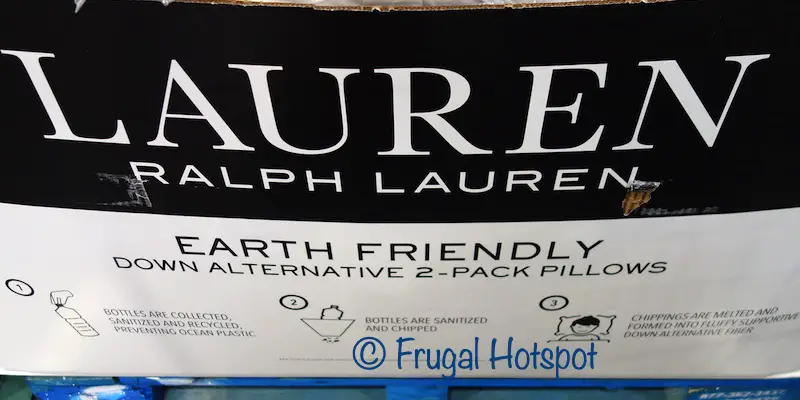 LAUREN
RALPH LAUREN
EARTH FRIENDLY
DOWN ALTERNATIVE 2-PACK PILLOWS
1
BOTTLES ARE COLLECTED,
SANITIZED AND RECYCLED,
PREVENTING OCEAN PLASTIC
2
BOTTLES ARE SANITIZED
AND CHIPPED
3
CHIPPINGS ARE MELTED AND
FORMED INTO FLUFFY SUPPORTIVE
DOWN ALTERNATIVE FIBER
© Frugal Hotspot